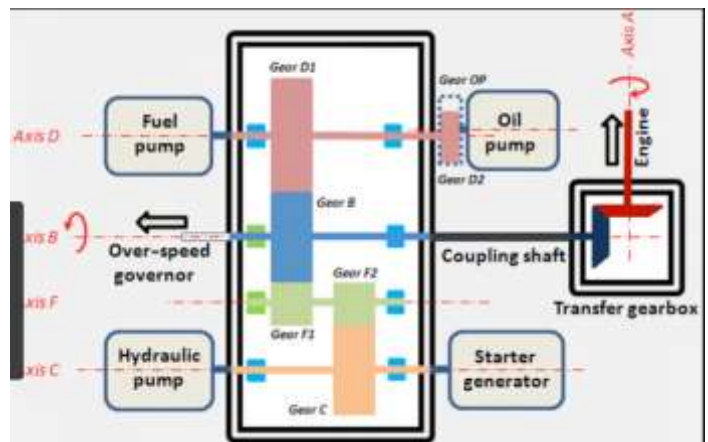 Axis A
Gear D1
Gear OP
Fuel
pump
Oil
pump
Axis D
Engine
Gear D2
Gear B
Axis B
Over-speed
governor
Coupling shaft
Gear F2
Axis F
Transfer gearbox
Gear F1
Hydraulic
pump
Starter
generator
Axis C
Gear C